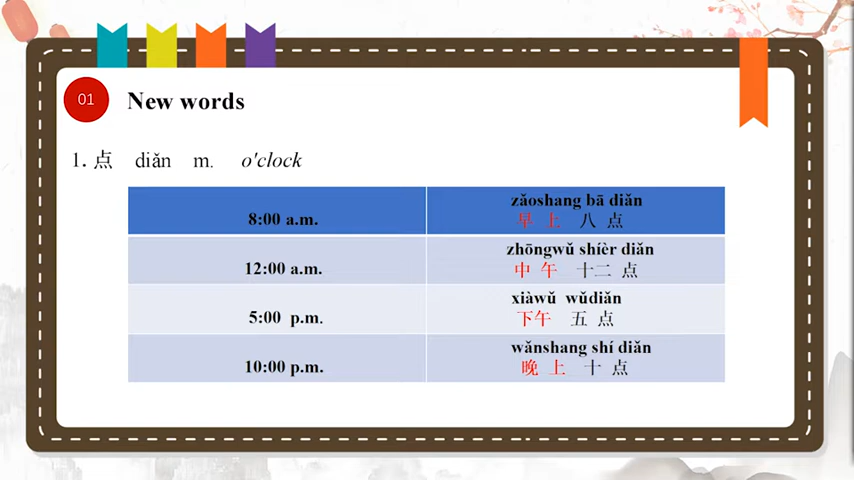 01
New words
1. 点 diǎn m. o'clock
8:00 a.m.
zǎoshang bā diǎn
早 上 八 点
12:00 a.m.
zhōngwǔ shíèr diǎn
中 午 十二 点
5:00 p.m.
xiàwǔ wǔdiǎn
下午 五 点
10:00 p.m.
wǎnshang shí diǎn
晚 上 十 点